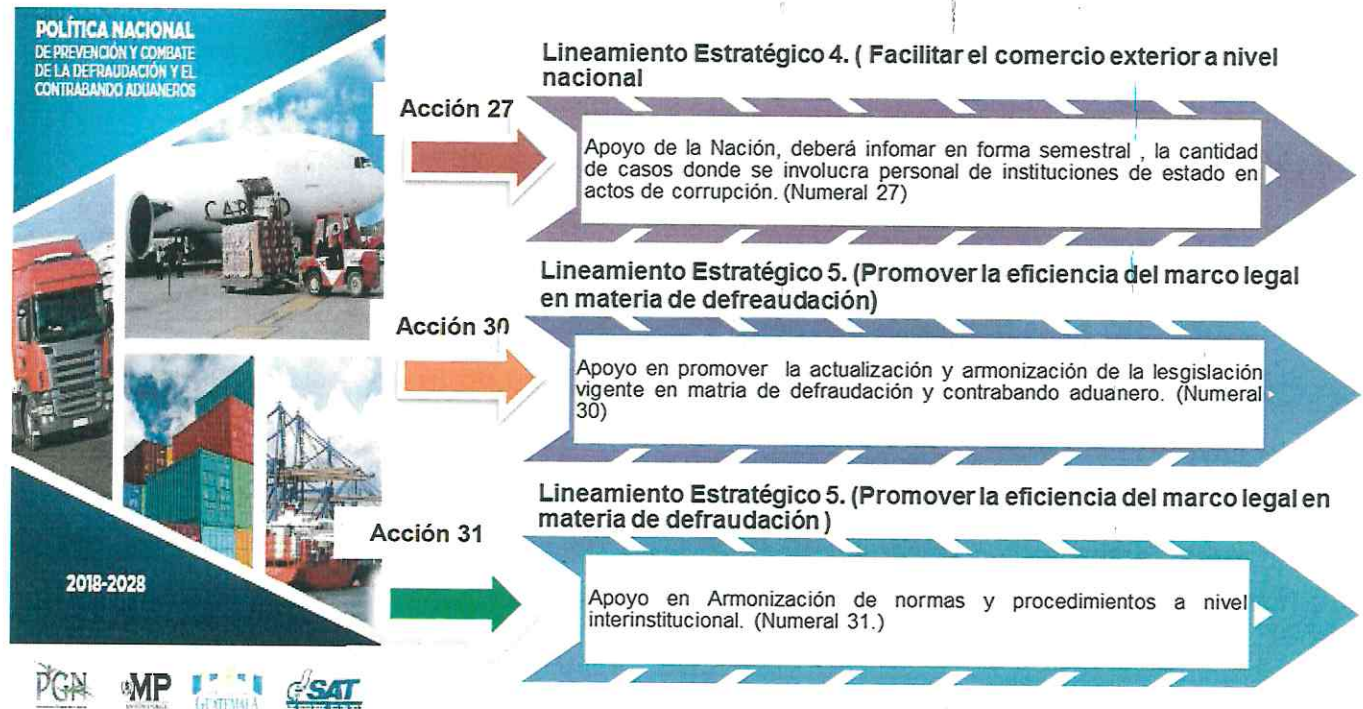 POLÍTICA NACIONAL
DE PREVENCIÓN Y COMBATE
DE LA DEFRAUDACIÓN Y EL
CONTRABANDO ADUANEROS
CARGO
2018-2028
PGN
MP
GUATEMALA
SAT
Lineamiento Estratégico 4. ( Facilitar el comercio exterior a nivel
nacional
Acción 27
Apoyo de la Nación, deberá infomar en forma semestral , la cantidad
de casos donde se involucra personal de instituciones de estado en
actos de corrupción. (Numeral 27)
Lineamiento Estratégico 5. (Promover la eficiencia del marco legal
en materia de defreaudación)
Acción 30
Apoyo en promover la actualización y armonización de la lesgislación
vigente en matria de defraudación y contrabando aduanero. (Numeral
30)
Lineamiento Estratégico 5. (Promover la eficiencia del marco legal en
materia de defraudación )
Acción 31
Apoyo en Armonización de normas y procedimientos a nivel
interinstitucional. (Numeral 31.)